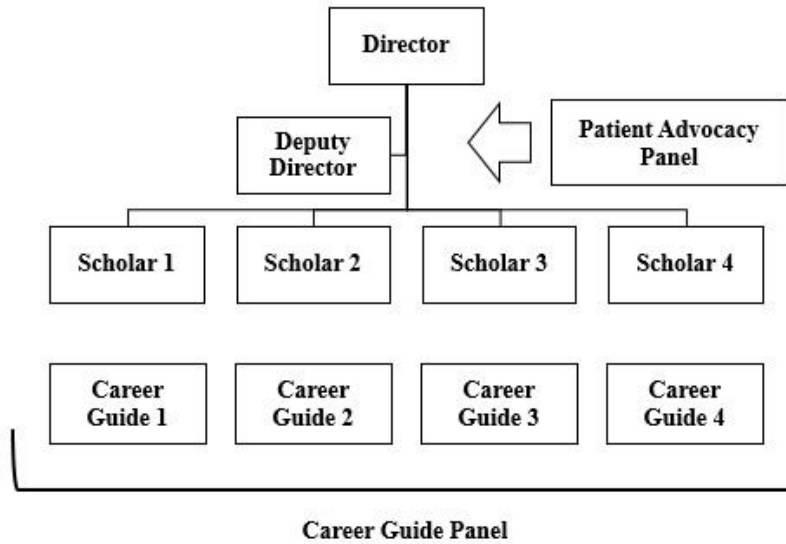 Director
Deputy
Director
Patient Advocacy
Panel
Scholar 1
Scholar 2
Scholar 3
Scholar 4
Career
Guide 1
Career
Guide 2
Career
Guide 3
Career
Guide 4
Career Guide Panel